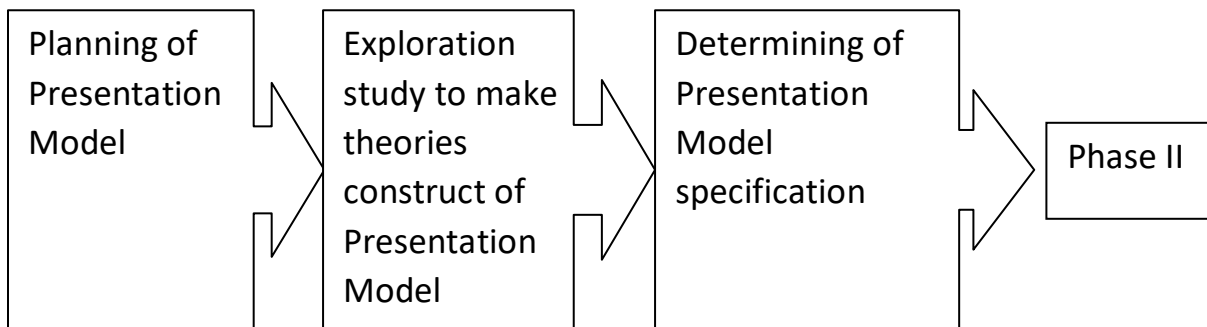 Planning of
Presentation
Model
Exploration
study to make
theories
construct of
Presentation
Model
Determining of
Presentation
Model
specification
Phase II